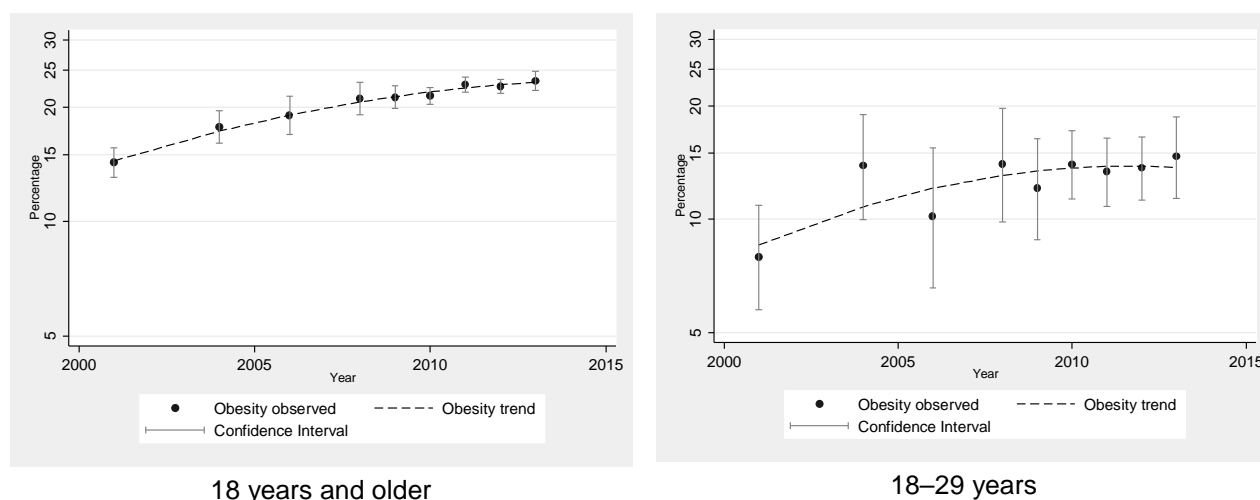 30
25
20
15
10
5
Percentage
2000 2005 2010 2015
Year
Obesity observed Obesity trend
Confidence Interval
18 years and older
30
25
20
15
10
5
Percentage
2000 2005 2010 2015
Year
Obesity observed Obesity trend
Confidence Interval
18–29 years